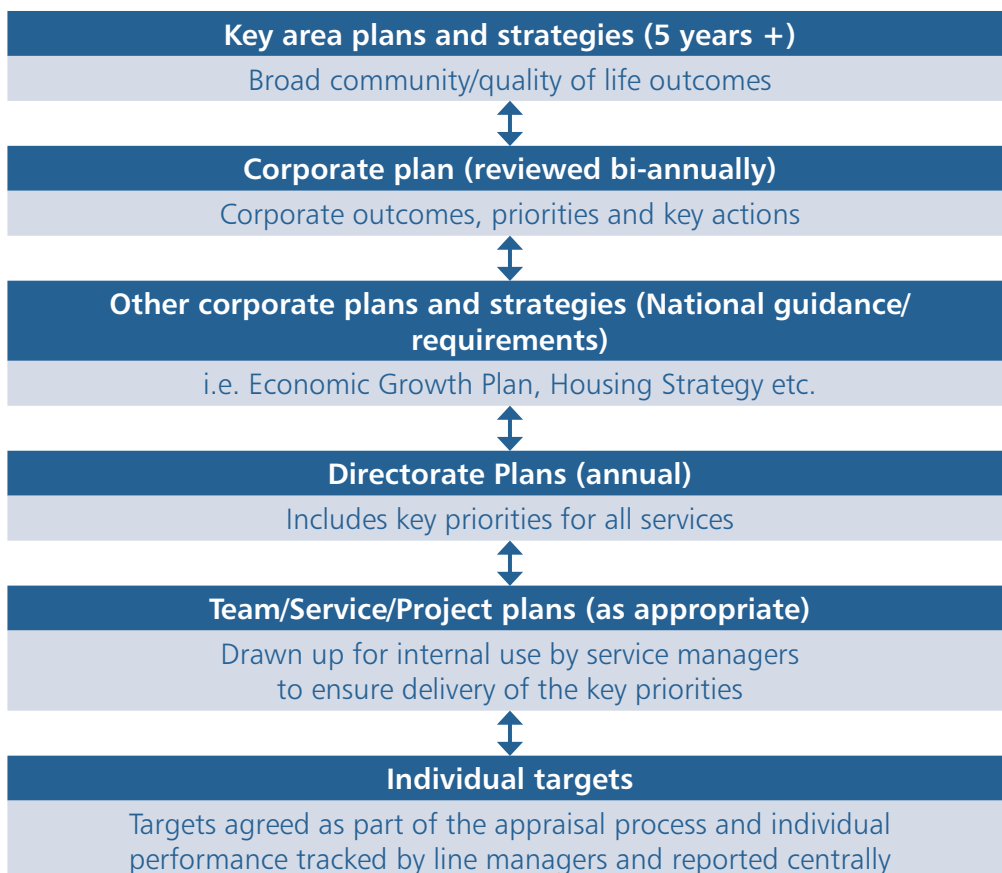 Key area plans and strategies (5 years +)
Broad community/quality of life outcomes
Corporate plan (reviewed bi-annually)
Corporate outcomes, priorities and key actions
Other corporate plans and strategies (National guidance/
requirements)
i.e. Economic Growth Plan, Housing Strategy etc.
Directorate Plans (annual)
Includes key priorities for all services
Team/Service/Project plans (as appropriate)
Drawn up for internal use by service managers
to ensure delivery of the key priorities
Individual targets
Targets agreed as part of the appraisal process and individual
performance tracked by line managers and reported centrally